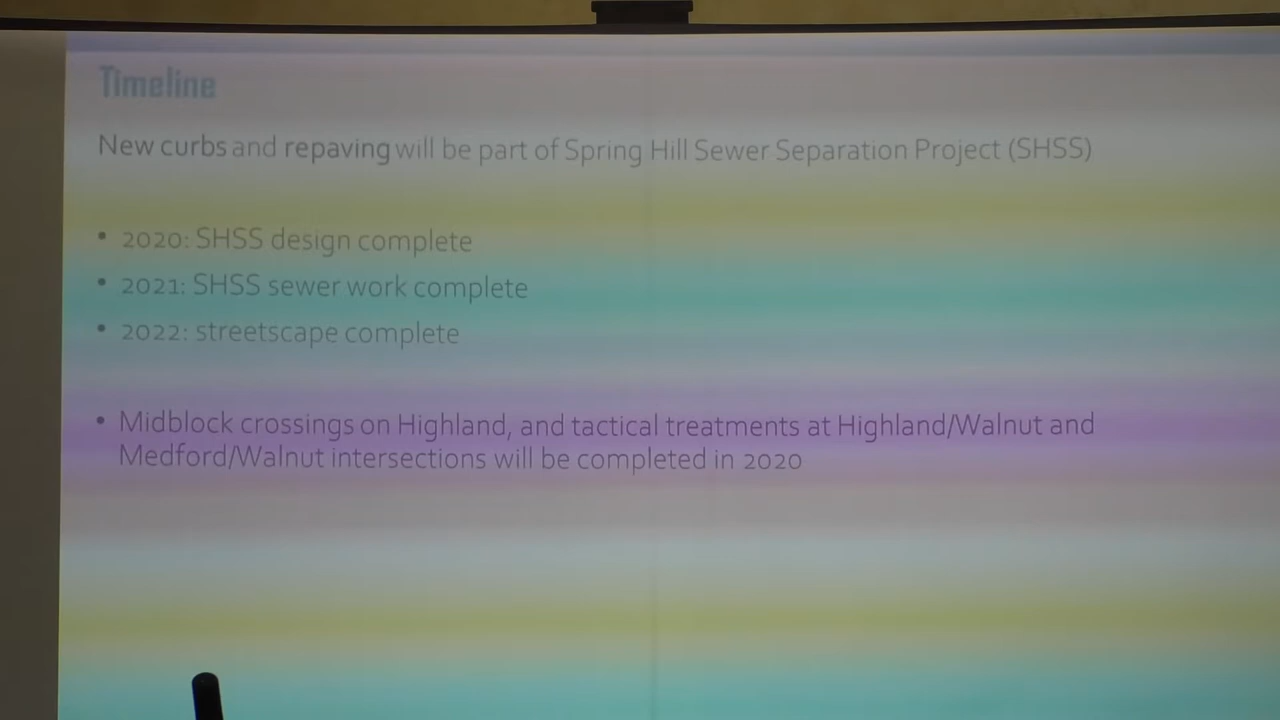 Timeline
New curbs and repaving will be part of Spring Hill Sewer Separation Project (SHSS)
• 2020: SHSS design complete
• 2021: SHSS sewer work complete
• 2022: streetscape complete
• Midblock crossings on Highland, and tactical treatments at Highland/Walnut and
Medford/Walnut intersections will be completed in 2020